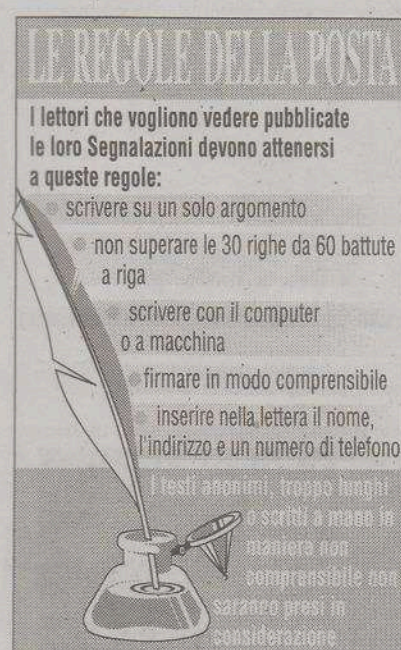 LE REGOLE DELLA POSTA
I lettori che vogliono vedere pubblicate
le loro Segnalazioni devono attenersi
a queste regole:
scrivere su un solo argomento
non superare le 30 righe da 60 battute
a riga
scrivere con il computer
o a macchina
firmare in modo comprensibile
inserire nella lettera il nome,
l'indirizzo e un numero di telefono
I testi anonimi, troppo lunghi
o scritti a mano in
maniera non
comprensibile non
saranno presi in
considerazione